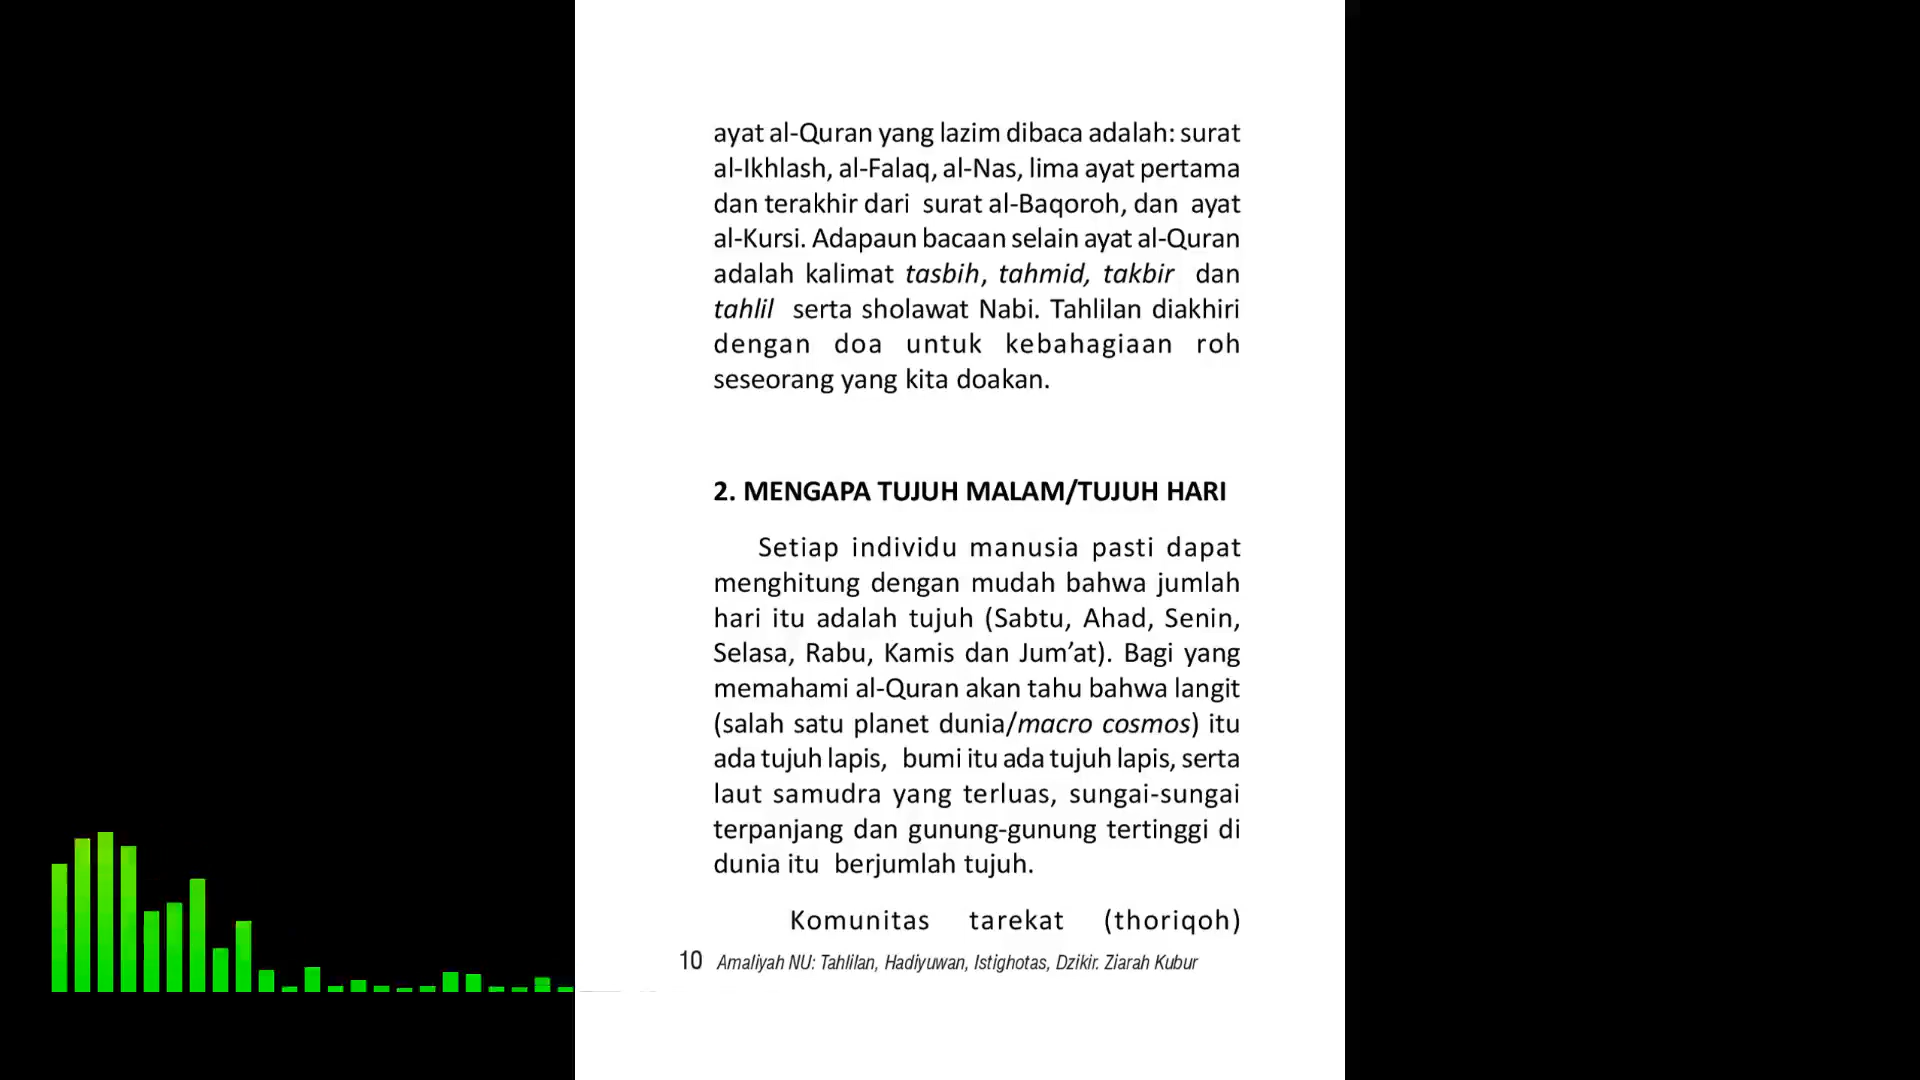 ayat al-Quran yang lazim dibaca adalah: surat
al-Ikhlash, al-Falaq, al-Nas, lima ayat pertama
dan terakhir dari surat al-Baqoroh, dan ayat
al-Kursi. Adapaun bacaan selain ayat al-Quran
adalah kalimat tasbih, tahmid, takbir dan
tahlil serta sholawat Nabi. Tahlilan diakhiri
dengan doa untuk kebahagiaan roh
seseorang yang kita doakan.
2. MENGAPA TUJUH MALAM/TUJUH HARI
Setiap individu manusia pasti dapat
menghitung dengan mudah bahwa jumlah
hari itu adalah tujuh (Sabtu, Ahad, Senin,
Selasa, Rabu, Kamis dan Jum’at). Bagi yang
memahami al-Quran akan tahu bahwa langit
(salah satu planet dunia/macro cosmos) itu
ada tujuh lapis, bumi itu ada tujuh lapis, serta
laut samudra yang terluas, sungai-sungai
terpanjang dan gunung-gunung tertinggi di
dunia itu berjumlah tujuh.
Komunitas tarekat (thoriqoh)
10 Amaliyah NU: Tahlilan, Hadiyuwan, Istighotas, Dzikir. Ziarah Kubur